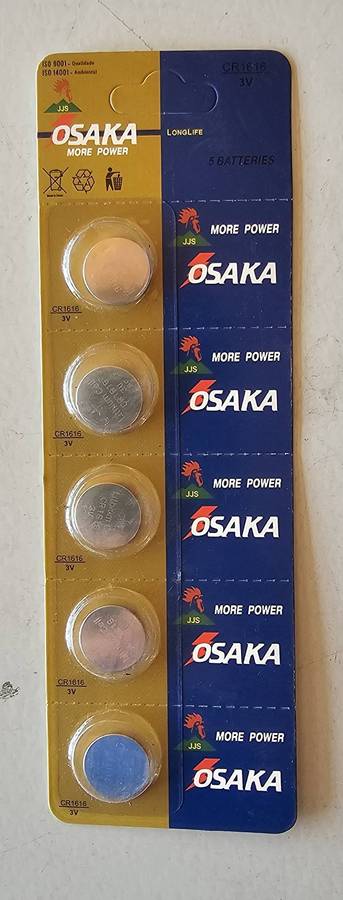 ISO 9001 - Qualidade
ISO 14001 - Ambiental
CR1616
3V
JJS
OSAKA
MORE POWER
LONGLIFE
5 BATTERIES
JJS
MORE POWER
OSAKA
CR1616
3V
JJS
MORE POWER
OSAKA
CR1616
3V
JJS
MORE POWER
OSAKA
CR1616
3V
JJS
MORE POWER
OSAKA
CR1616
3V
JJS
MORE POWER
OSAKA
CR1616
3V